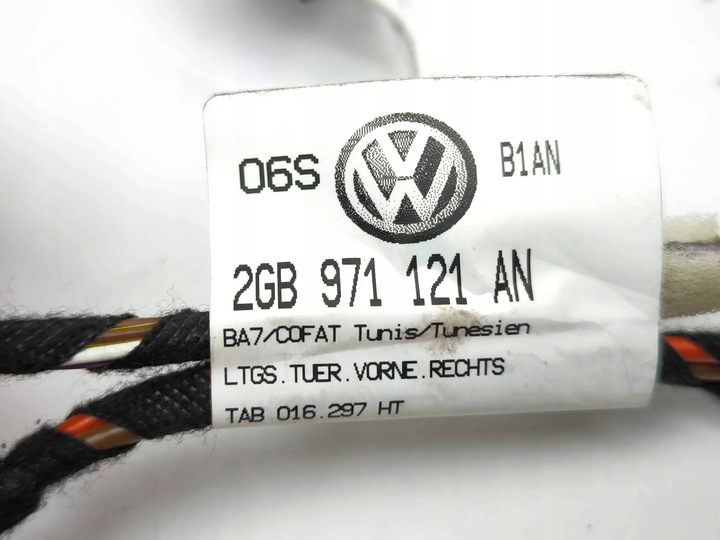 06S B1AN
2GB 971 121 AN
BA7/COFAT Tunis/Tunesien
LTGS.TUER.VORNE.RECHTS
TAB 016.297 HT